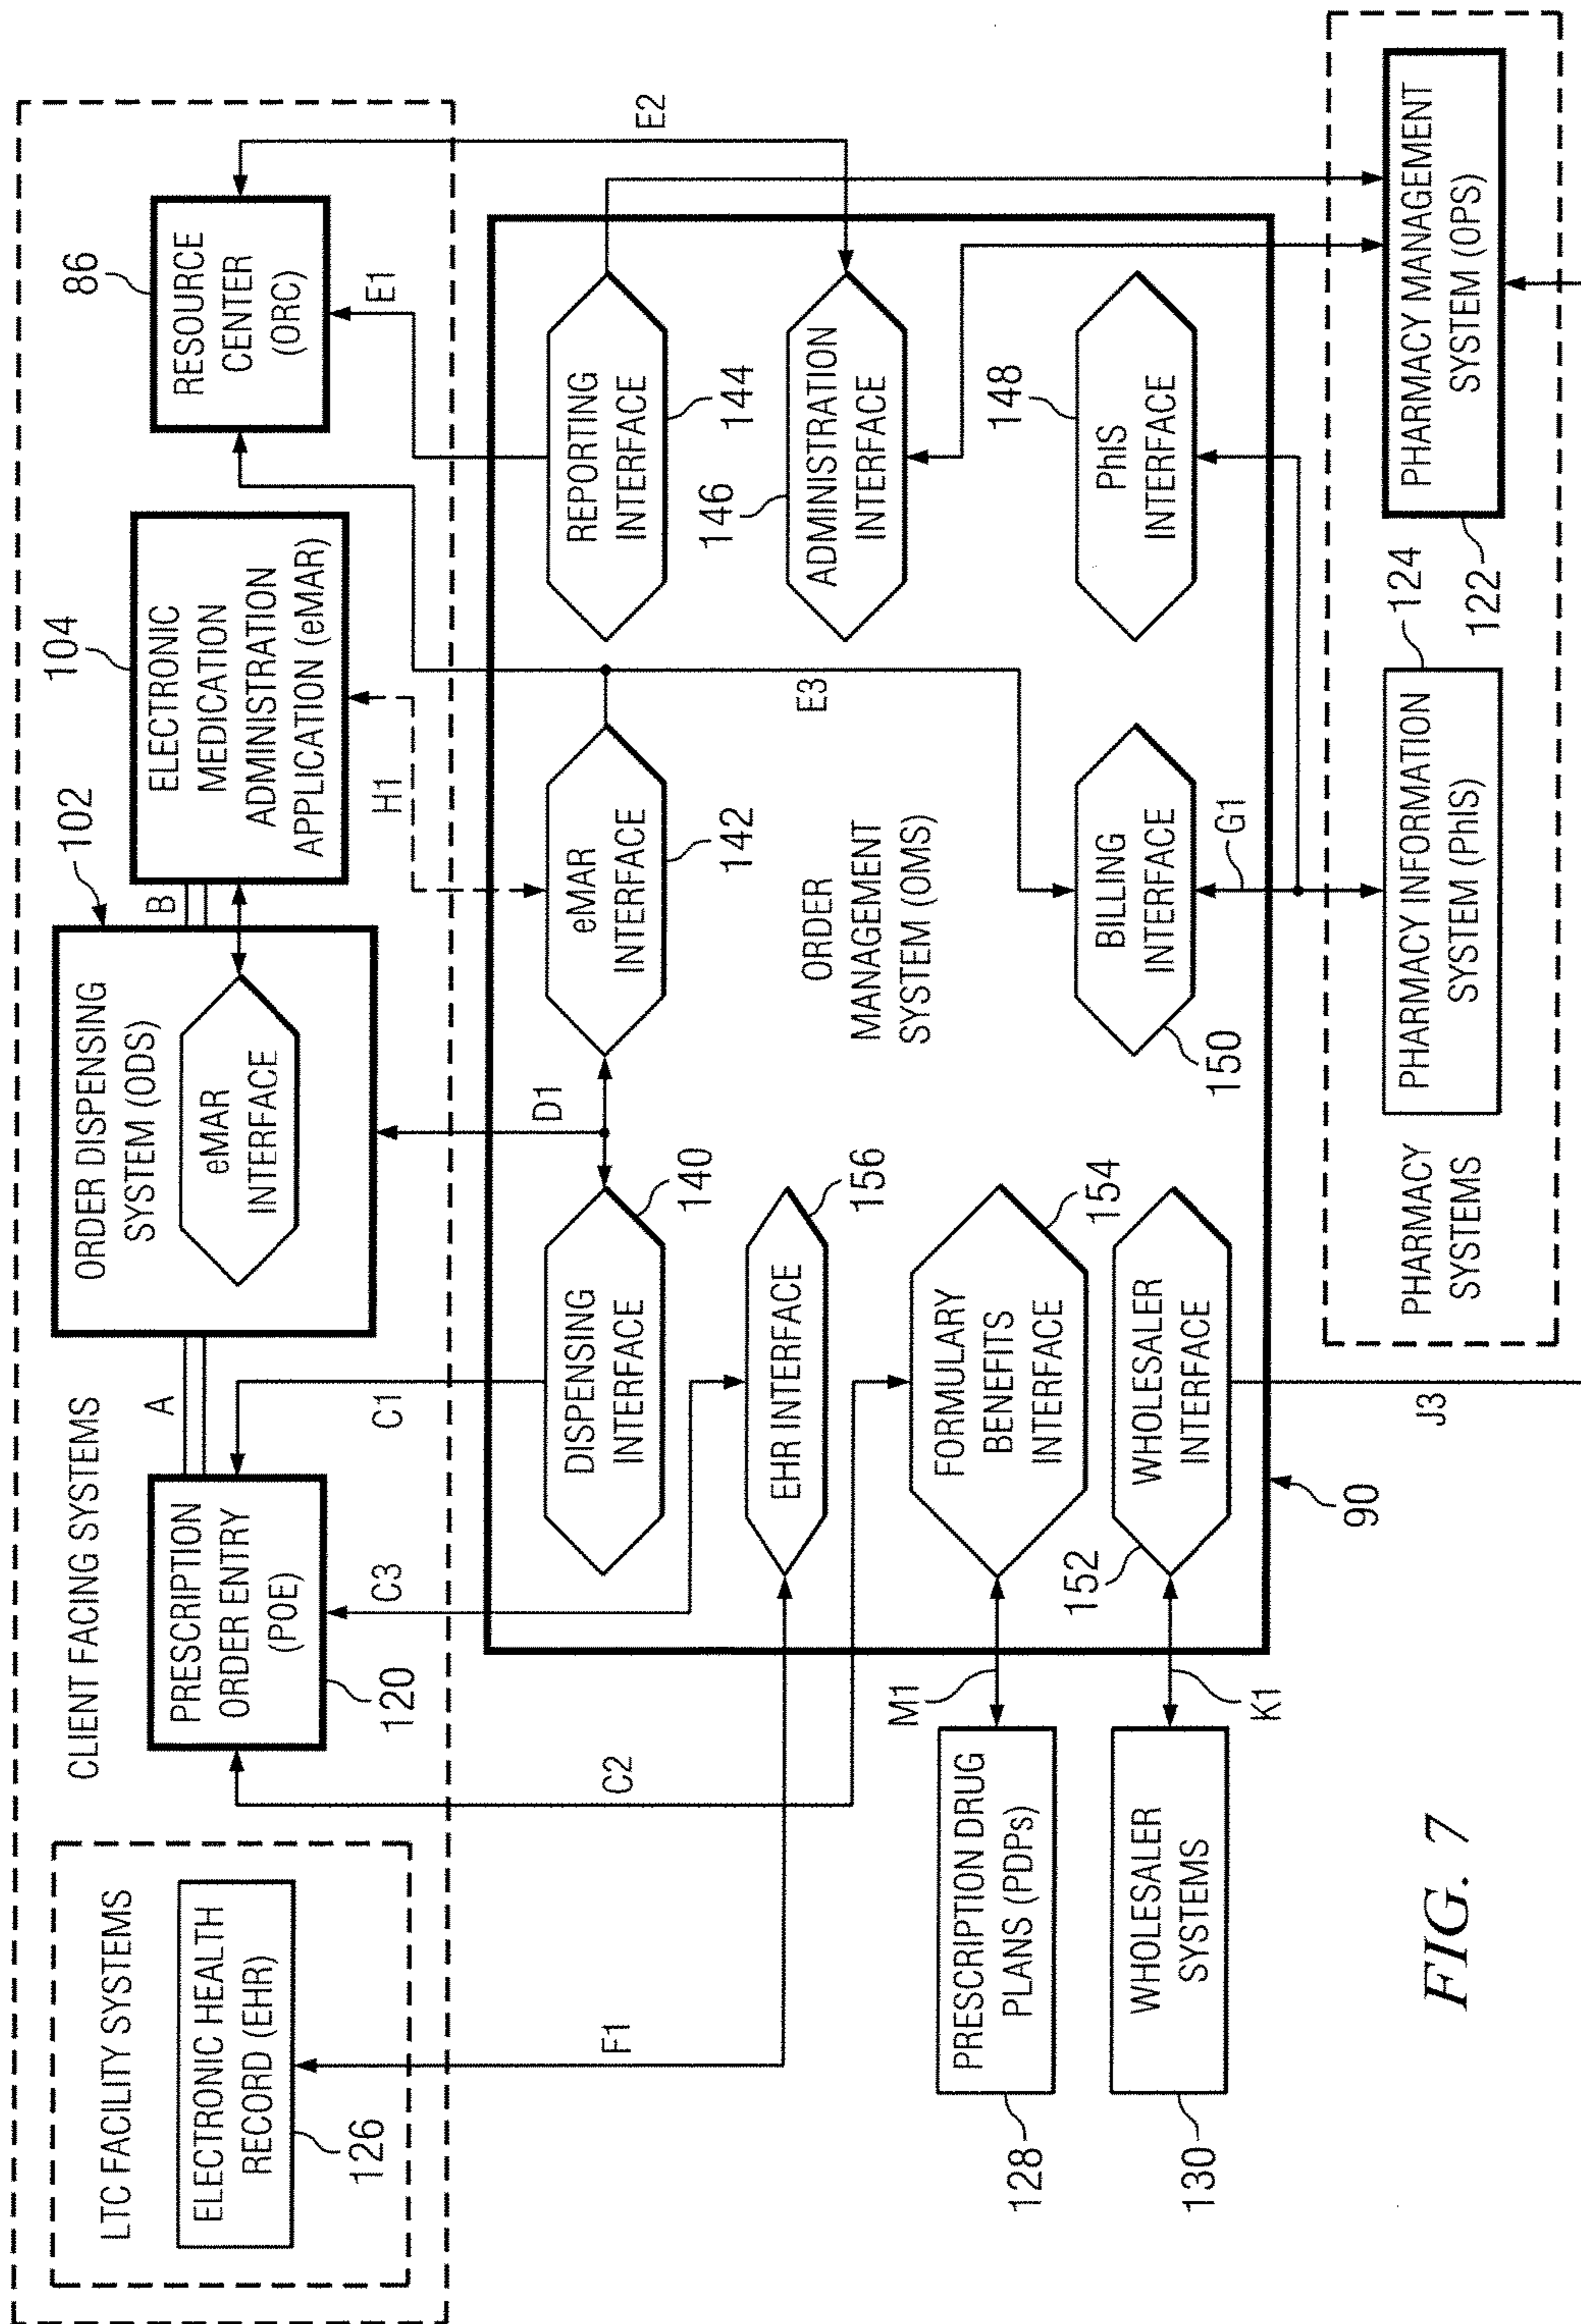 CLIENT FACING SYSTEMS
LTC FACILITY SYSTEMS
ELECTRONIC HEALTH
RECORD (EHR)
126
PRESCRIPTION
ORDER ENTRY
(POE)
120
A
ORDER DISPENSING
SYSTEM (ODS)
eMAR
INTERFACE
102
B
ELECTRONIC
MEDICATION
ADMINISTRATION
APPLICATION (eMAR)
104
RESOURCE
CENTER
(ORC)
86
F1
C2
C3
C1
D1
H1
E1
E2
DISPENSING
INTERFACE
140
eMAR
INTERFACE
142
REPORTING
INTERFACE
144
EHR INTERFACE
156
E3
ADMINISTRATION
INTERFACE
146
ORDER
MANAGEMENT
SYSTEM (OMS)
FORMULARY
BENEFITS
INTERFACE
154
WHOLESALER
INTERFACE
152
BILLING
INTERFACE
150
PhIS
INTERFACE
148
G1
M1
K1
PRESCRIPTION DRUG
PLANS (PDPs)
128
WHOLESALER
SYSTEMS
130
90
J3
PHARMACY
SYSTEMS
PHARMACY INFORMATION
SYSTEM (PhIS)
124
PHARMACY MANAGEMENT
SYSTEM (OPS)
122
FIG. 7